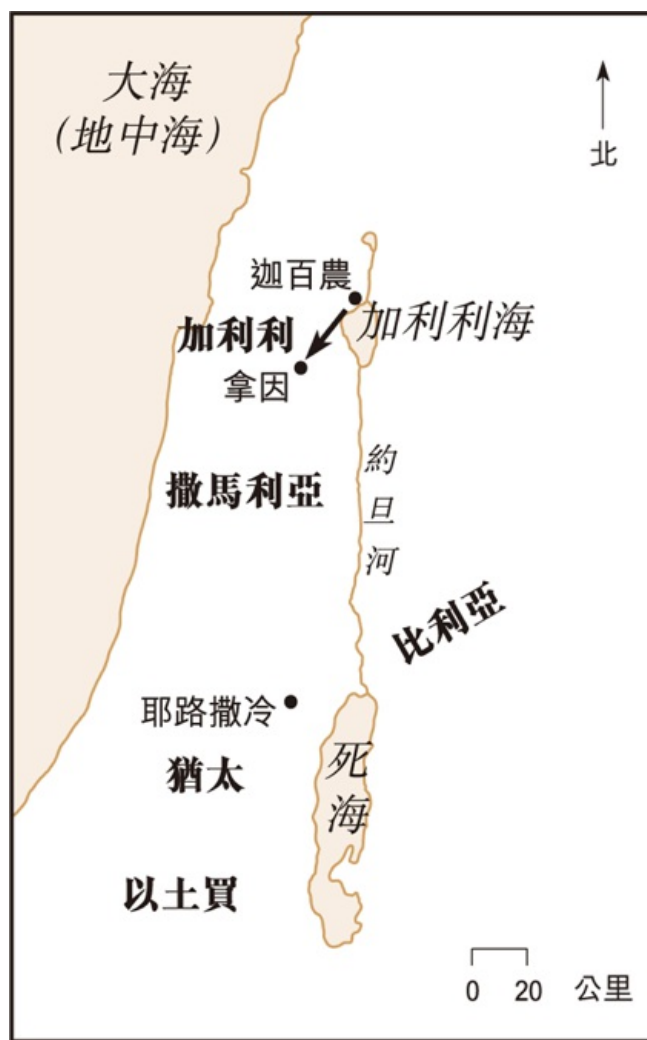 大海
(地中海)
北
迦百農
加利利
加利利海
拿因
撒馬利亞
約旦河
比利亞
耶路撒冷
猶太
死海
以土買
0 20 公里